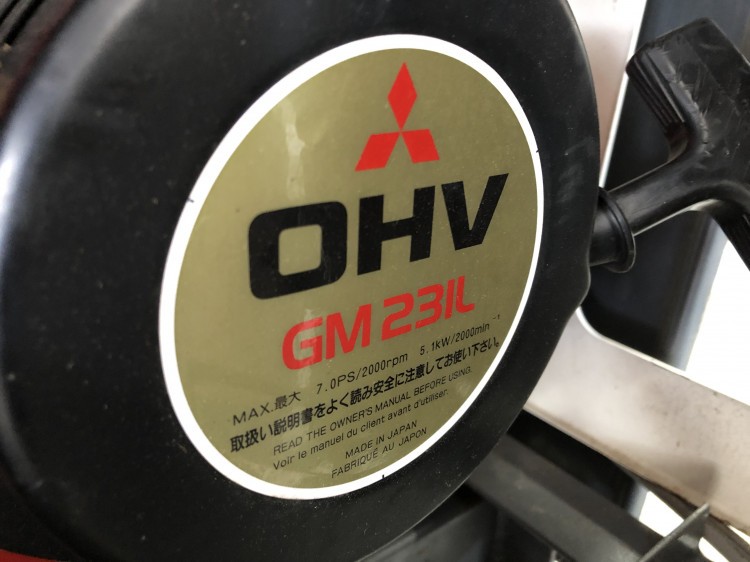 OHV
GM 231L
MAX.最大 7.0PS/2000rpm 5.1kW/2000min⁻¹
取扱い説明書をよく読み安全に注意してお使い下さい。
READ THE OWNER'S MANUAL BEFORE USING.
Voir le manuel du client avant d'utiliser.
MADE IN JAPAN
FABRIQUÉ AU JAPON